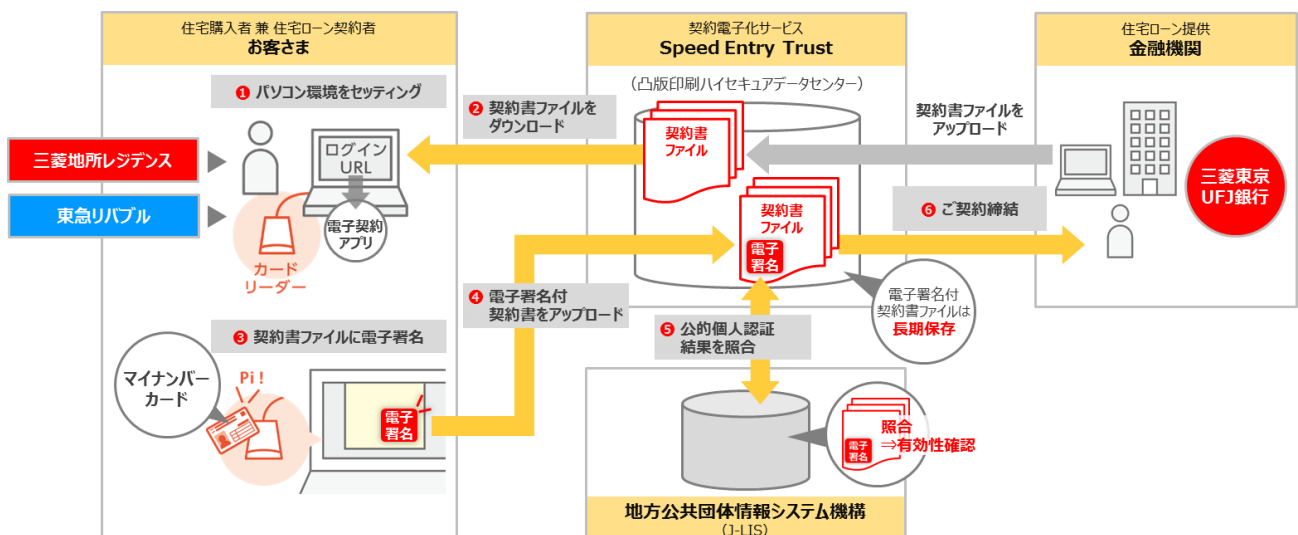 住宅購入者 兼 住宅ローン契約者
お客さま
❶ パソコン環境をセッティング
三菱地所レジデンス
東急リバブル
ログイン
URL
電子契約
アプリ
カード
リーダー
❷ 契約書ファイルを
ダウンロード
❸ 契約書ファイルに電子署名
マイナンバー
カード
Pi!
電子
署名
❹ 電子署名付
契約書をアップロード
契約電子化サービス
Speed Entry Trust
(凸版印刷ハイセキュアデータセンター)
契約書
ファイル
契約書
ファイル
電子
署名
電子署名付
契約書ファイルは
長期保存
❺ 公的個人認証
結果を照合
照合
⇒有効性確認
電子
署名
地方公共団体情報システム機構
(J-LIS)
住宅ローン提供
金融機関
契約書ファイルを
アップロード
三菱東京
UFJ銀行
❻ ご契約締結